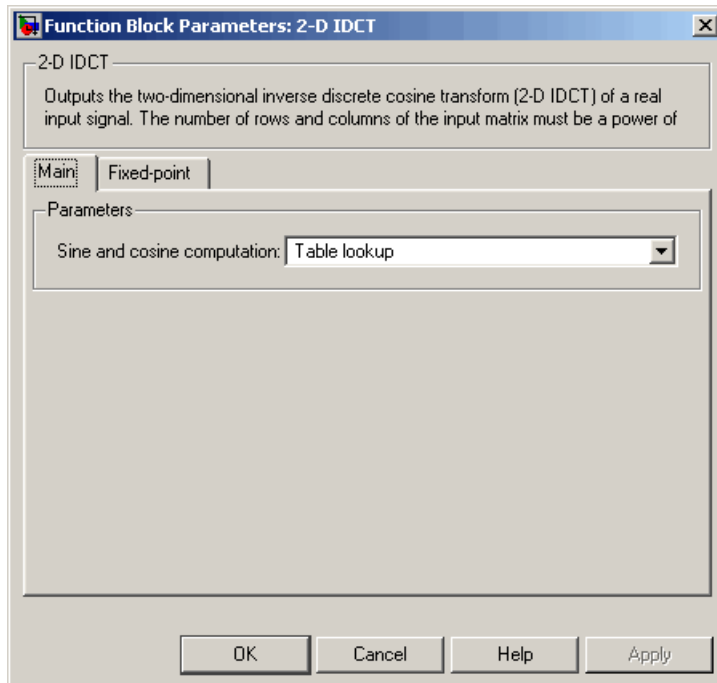 Function Block Parameters: 2-D IDCT
2-D IDCT
Outputs the two-dimensional inverse discrete cosine transform (2-D IDCT) of a real
input signal. The number of rows and columns of the input matrix must be a power of
Main Fixed-point
Parameters
Sine and cosine computation: Table lookup
OK Cancel Help Apply